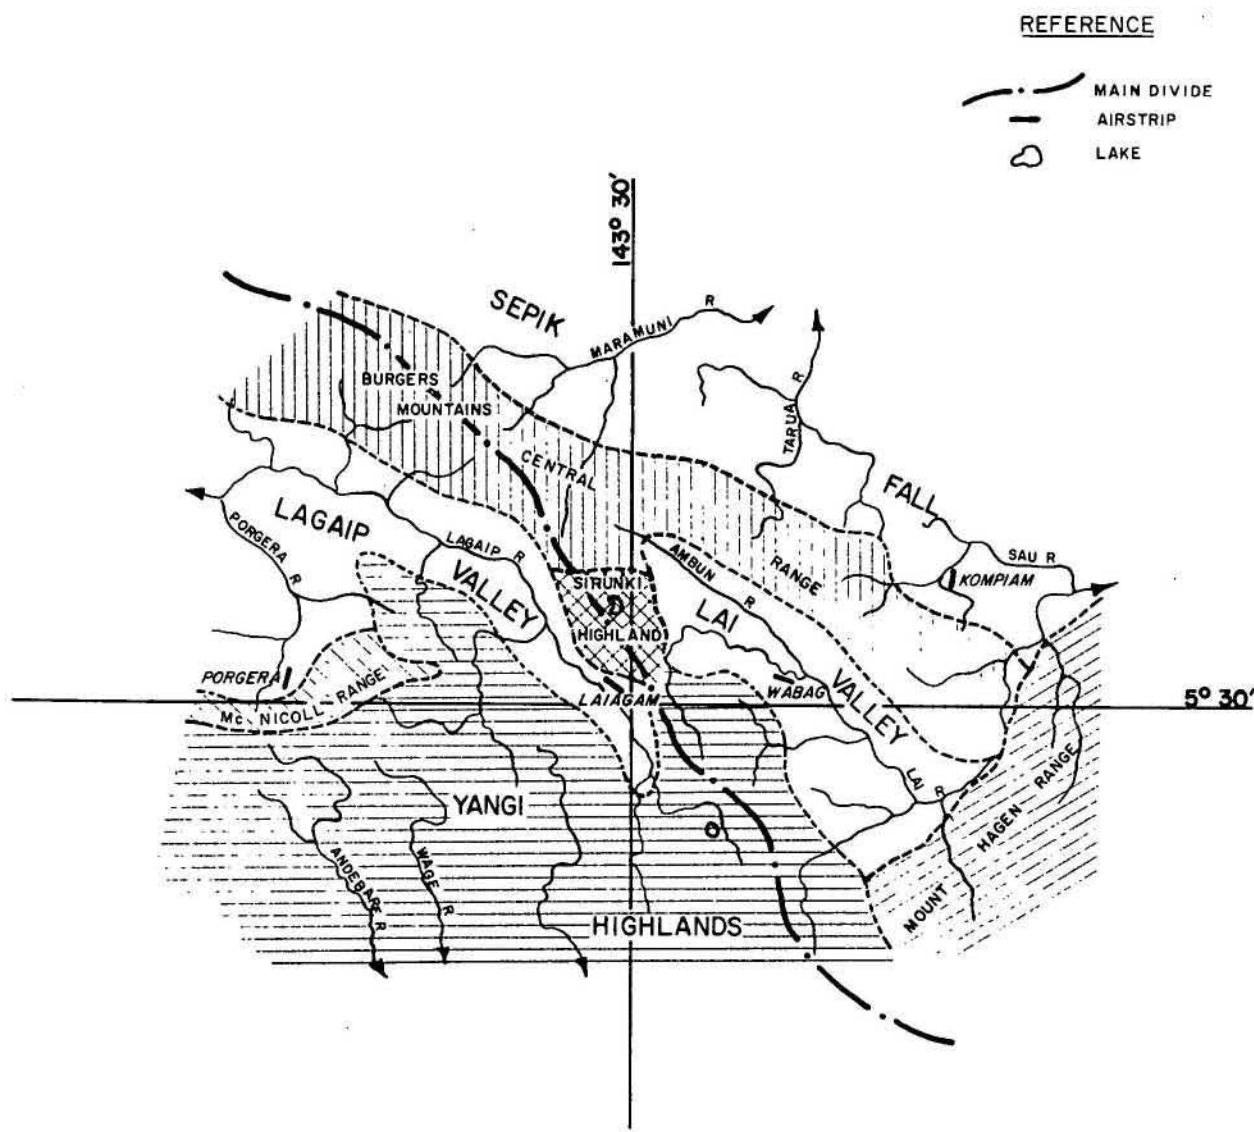 REFERENCE
MAIN DIVIDE
AIRSTRIP
LAKE
143° 30'
SEPIK
MARAMUNI R
BURGERS
MOUNTAINS
TARUA R
CENTRAL
FALL
LAGAIP
PORGERA R
LAGAIP R
VALLEY
AMBUN R
RANGE
SAU R
KOMPIAM
SIRUNKI
HIGHLAND
LAI
PORGERA
Mc NICOLL RANGE
LAIAGAM
WABAG
VALLEY
5° 30'
LAI R
YANGI
ANDEBARE R
WAGE R
HIGHLANDS
MOUNT HAGEN RANGE